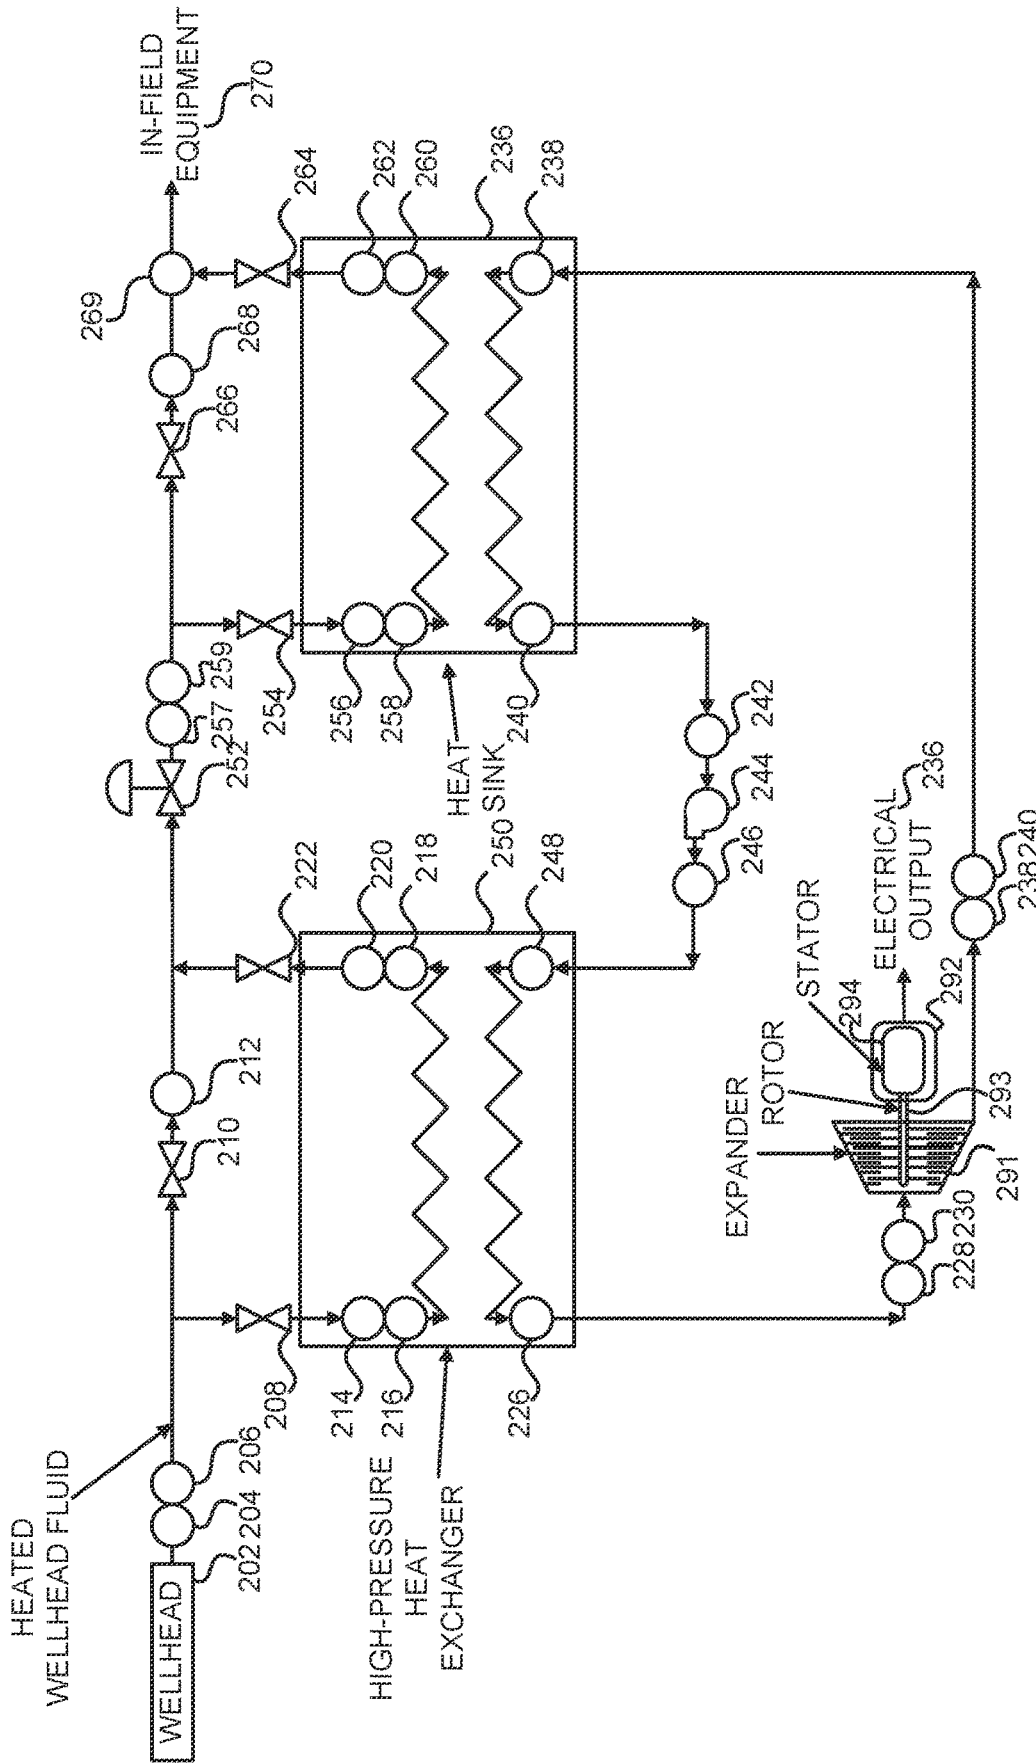 HEATED
WELLHEAD FLUID
WELLHEAD
202
204
206
208
210
212
214
216
218
220
222
HIGH-PRESSURE
HEAT
EXCHANGER
226
248
250
252
257
259
254
256
258
240
HEAT
SINK
266
268
269
IN-FIELD
EQUIPMENT
270
264
262
260
236
238
242
244
246
EXPANDER
ROTOR
STATOR
294
ELECTRICAL
OUTPUT
236
292
293
291
228
230
238
240